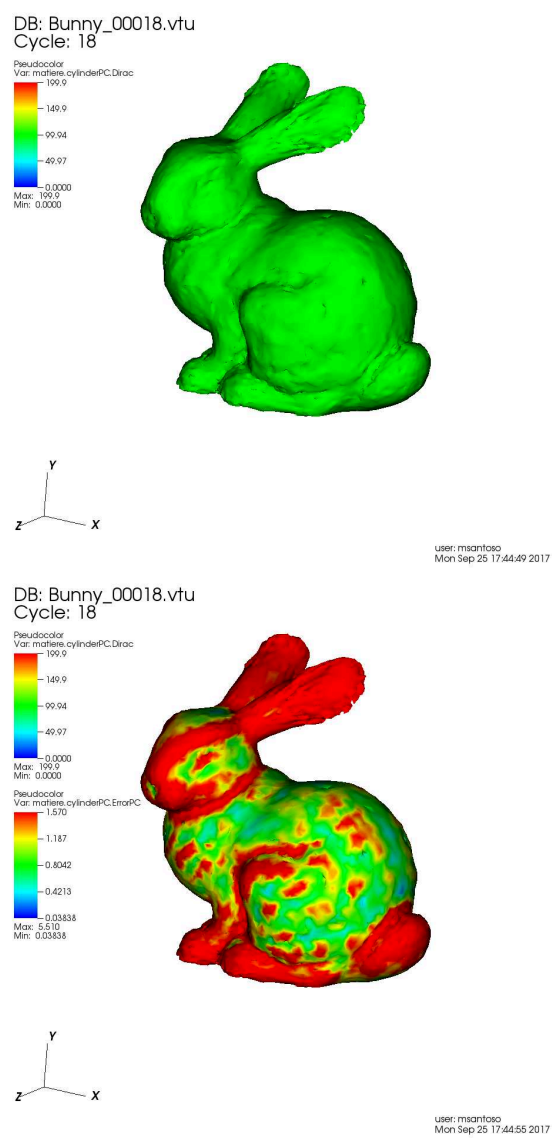 DB: Bunny_00018.vtu
Cycle: 18
Pseudocolor
Var: matiere.cylinderPC.Dirac
199.9
149.9
99.94
49.97
0.0000
Max: 199.9
Min: 0.0000
Y
Z
X
user: msantoso
Mon Sep 25 17:44:49 2017
DB: Bunny_00018.vtu
Cycle: 18
Pseudocolor
Var: matiere.cylinderPC.Dirac
199.9
149.9
99.94
49.97
0.0000
Max: 199.9
Min: 0.0000
Pseudocolor
Var: matiere.cylinderPC.ErrorPC
1.570
1.187
0.8042
0.4213
0.03838
Max: 5.510
Min: 0.03838
Y
Z
X
user: msantoso
Mon Sep 25 17:44:55 2017